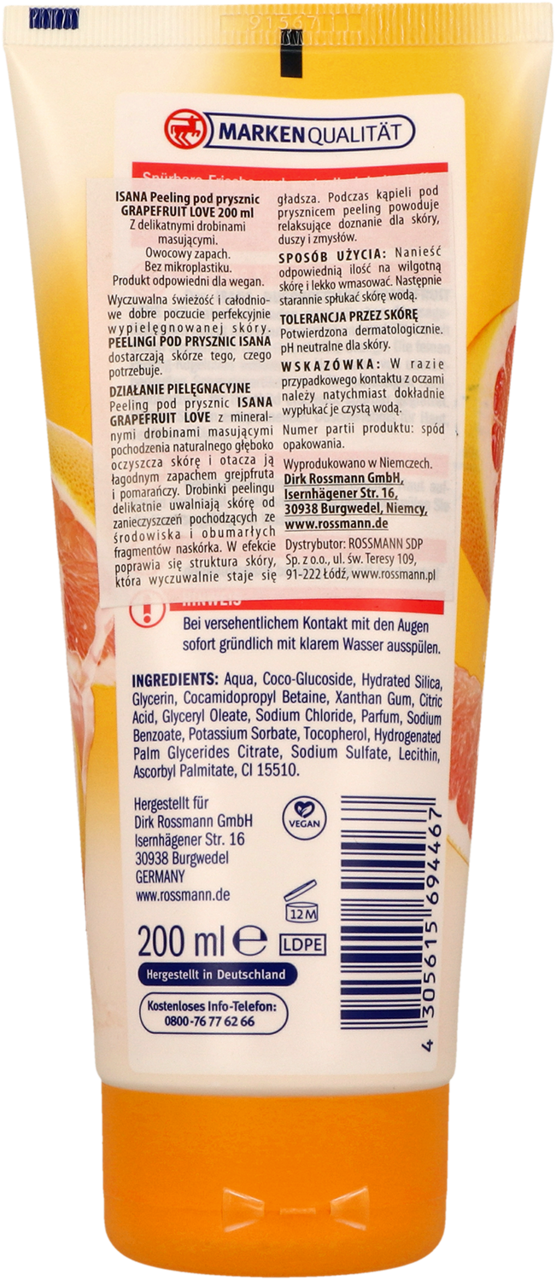 9156711
MARKENQUALITÄT
ISANA Peeling pod prysznic
GRAPEFRUIT LOVE 200 ml
Z delikatnymi drobinami
masującymi.
Owocowy zapach.
Bez mikroplastiku.
Produkt odpowiedni dla wegan.
Wyczuwalna świeżość i całodnio-
we dobre poczucie perfekcyjnie
wypielęgnowanej skóry.
PEELINGI POD PRYSZNIC ISANA
dostarczają skórze tego, czego
potrzebuje.
DZIAŁANIE PIELĘGNACYJNE
Peeling pod prysznic ISANA
GRAPEFRUIT LOVE z mineral-
nymi drobinami masującymi
pochodzenia naturalnego głęboko
oczyszcza skórę i otacza ją
łagodnym zapachem grejpfruta
i pomarańczy. Drobinki peelingu
delikatnie uwalniają skórę od
zanieczyszczeń pochodzących ze
środowiska i obumarłych
fragmentów naskórka. W efekcie
poprawia się struktura skóry,
która wyczuwalnie staje się
gładsza. Podczas kąpieli pod
prysznicem peeling powoduje
relaksujące doznanie dla skóry,
duszy i zmysłów.
SPOSÓB UŻYCIA: Nanieść
odpowiednią ilość na wilgotną
skórę i lekko wmasować. Następnie
starannie spłukać skórę wodą.
TOLERANCJA PRZEZ SKÓRĘ
Potwierdzona dermatologicznie.
pH neutralne dla skóry.
WSKAZÓWKA: W razie
przypadkowego kontaktu z oczami
należy natychmiast dokładnie
wypłukać je czystą wodą.
Numer partii produktu: spód
opakowania.
Wyprodukowano w Niemczech.
Dirk Rossmann GmbH,
Isernhägener Str. 16,
30938 Burgwedel, Niemcy,
www.rossmann.de
Dystrybutor: ROSSMANN SDP
Sp. z o.o., ul. św. Teresy 109,
91-222 Łódź, www.rossmann.pl
HINWEIS
Bei versehentlichem Kontakt mit den Augen
sofort gründlich mit klarem Wasser ausspülen.
INGREDIENTS: Aqua, Coco-Glucoside, Hydrated Silica,
Glycerin, Cocamidopropyl Betaine, Xanthan Gum, Citric
Acid, Glyceryl Oleate, Sodium Chloride, Parfum, Sodium
Benzoate, Potassium Sorbate, Tocopherol, Hydrogenated
Palm Glycerides Citrate, Sodium Sulfate, Lecithin,
Ascorbyl Palmitate, CI 15510.
Hergestellt für
Dirk Rossmann GmbH
Isernhägener Str. 16
30938 Burgwedel
GERMANY
www.rossmann.de
VEGAN
12 M
200 ml e
LDPE
Hergestellt in Deutschland
Kostenloses Info-Telefon:
0800-76 77 62 66
4 305615 694467